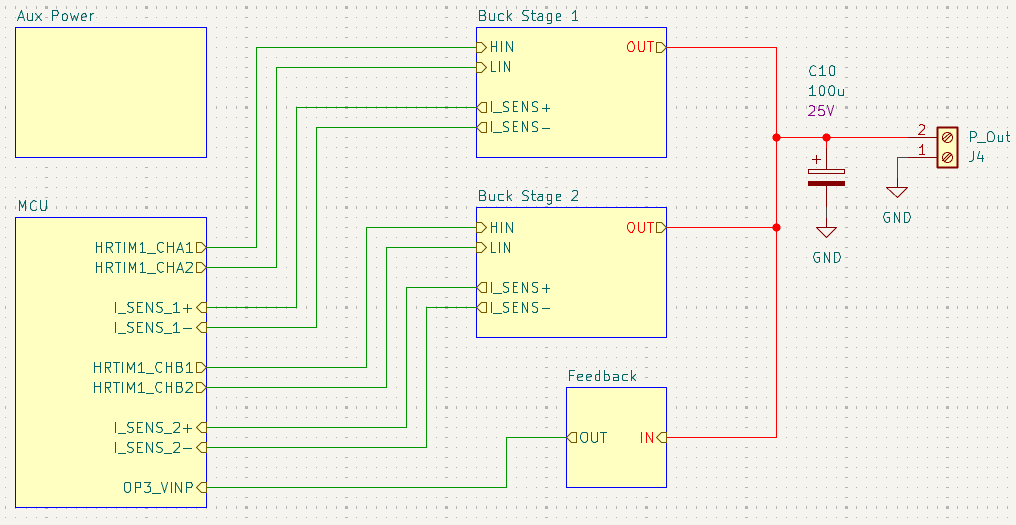 Aux Power
Buck Stage 1
HIN
LIN
I_SENS+
I_SENS-
OUT
C10
100u
25V
+
2
1
P_Out
J4
GND
GND
MCU
HRTIM1_CHA1
HRTIM1_CHA2
I_SENS_1+
I_SENS_1-
HRTIM1_CHB1
HRTIM1_CHB2
I_SENS_2+
I_SENS_2-
OP3_VINP
Buck Stage 2
HIN
LIN
I_SENS+
I_SENS-
OUT
Feedback
OUT
IN